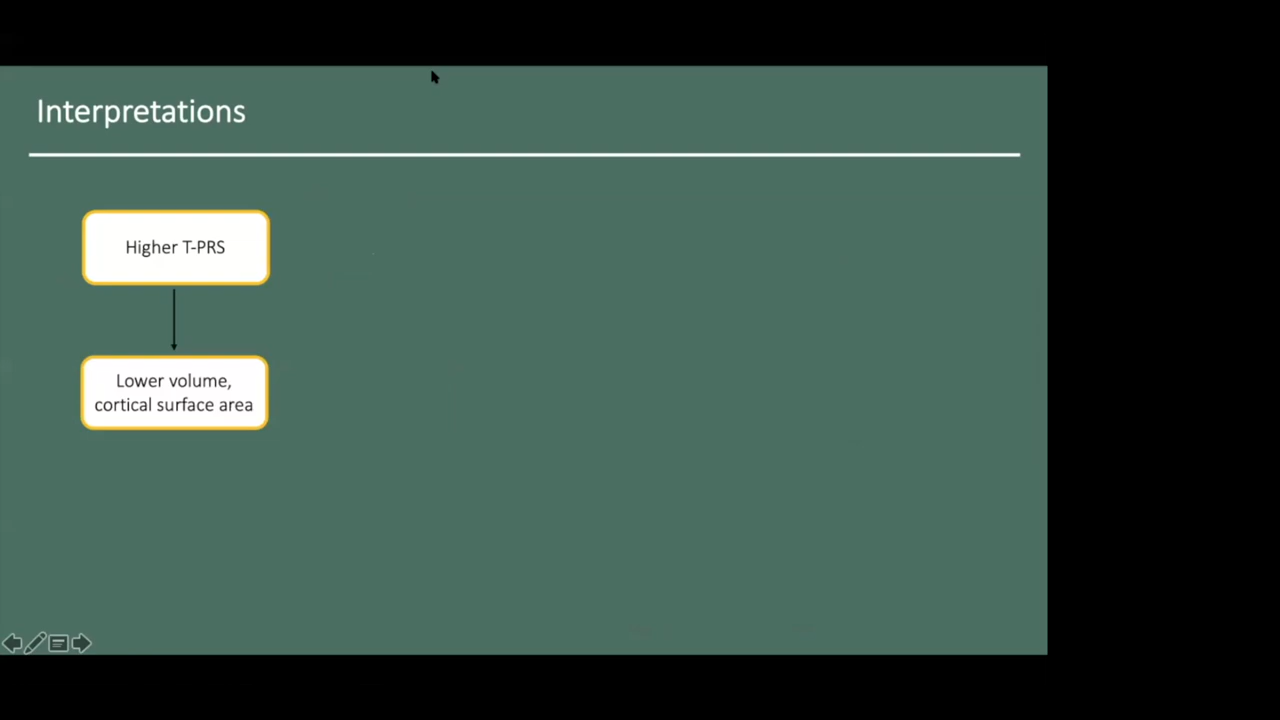 Interpretations
Higher T-PRS
Lower volume,
cortical surface area